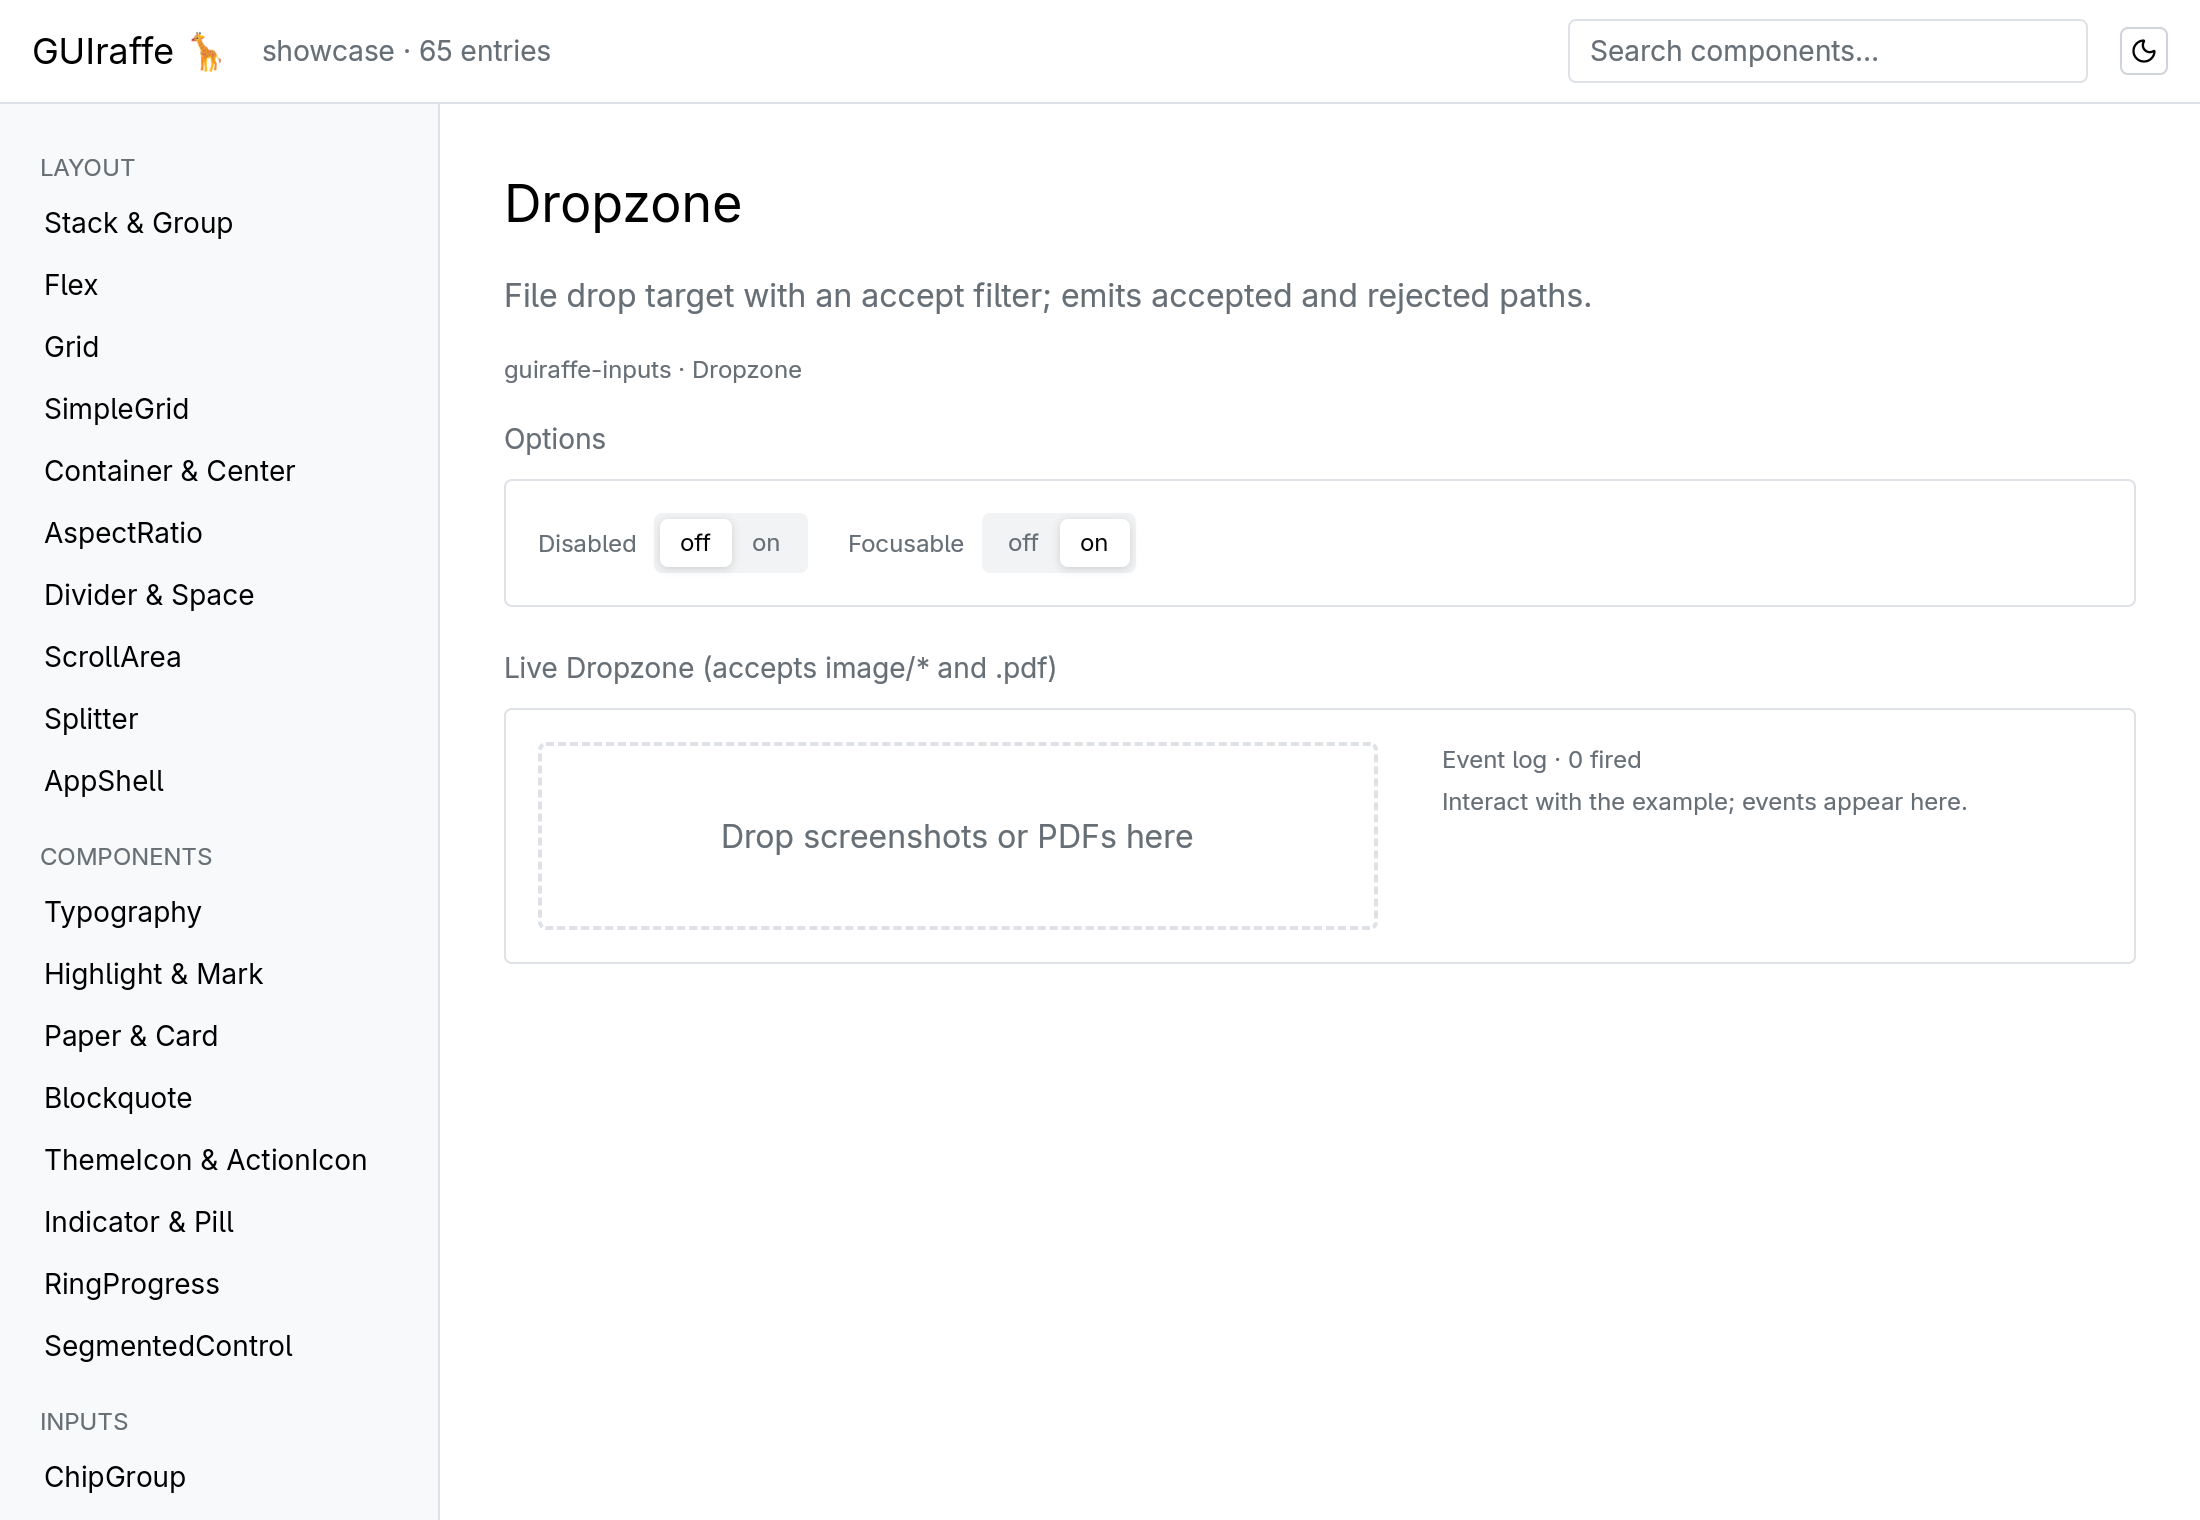 GUIraffe 🦒 showcase · 65 entries
Search components...
LAYOUT
Stack & Group
Flex
Grid
SimpleGrid
Container & Center
AspectRatio
Divider & Space
ScrollArea
Splitter
AppShell
COMPONENTS
Typography
Highlight & Mark
Paper & Card
Blockquote
ThemeIcon & ActionIcon
Indicator & Pill
RingProgress
SegmentedControl
INPUTS
ChipGroup
Dropzone
File drop target with an accept filter; emits accepted and rejected paths.
guiraffe-inputs · Dropzone
Options
Disabled off on Focusable off on
Live Dropzone (accepts image/* and .pdf)
Drop screenshots or PDFs here
Event log · 0 fired
Interact with the example; events appear here.